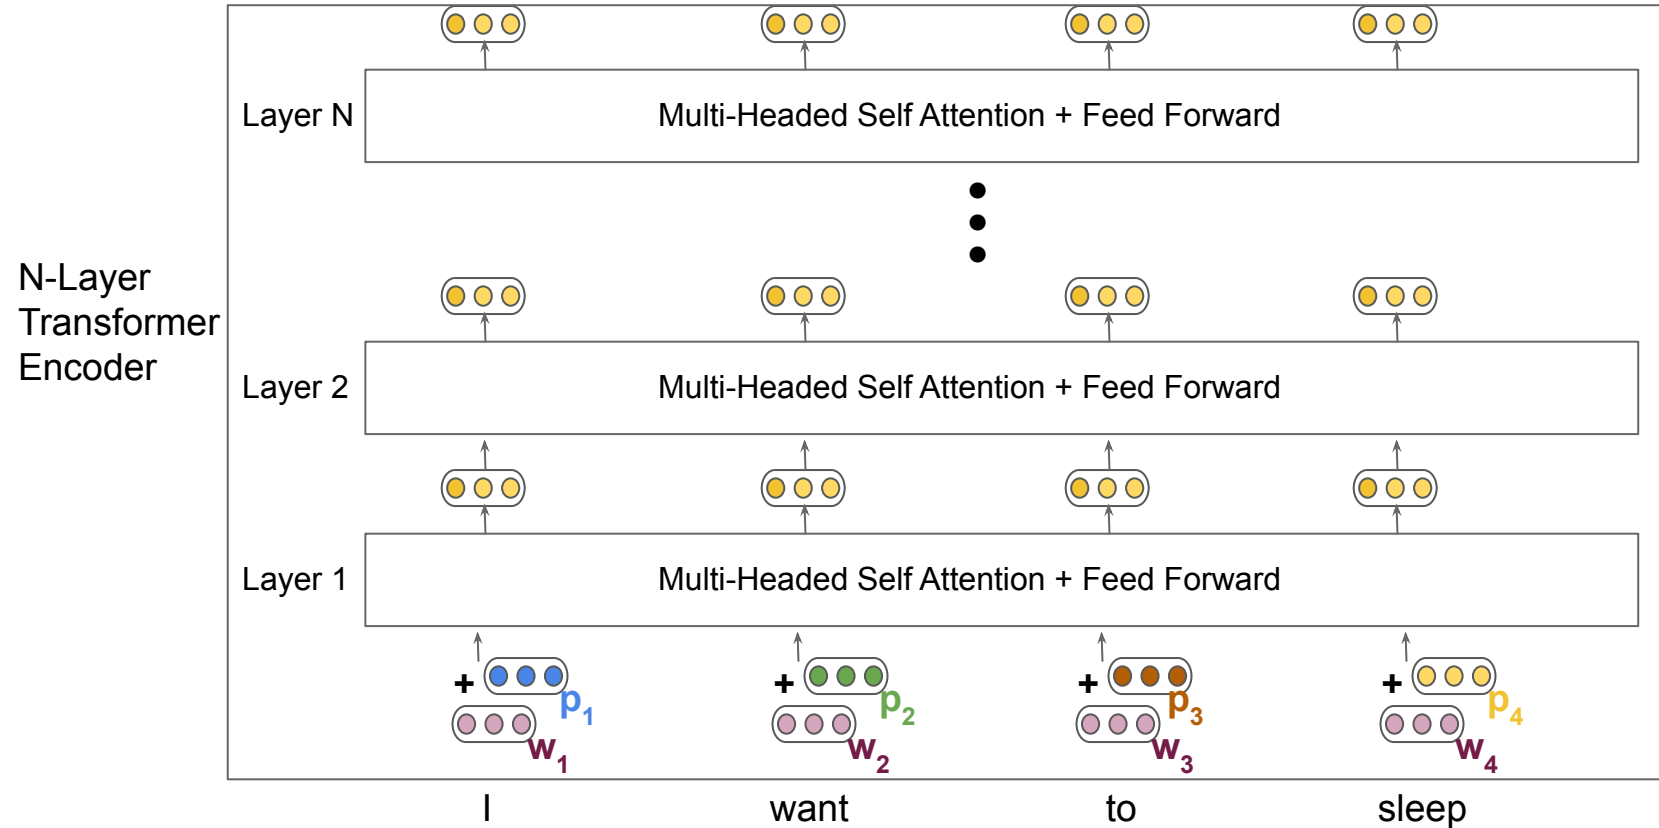 Layer N
Multi-Headed Self Attention + Feed Forward
N-Layer
Transformer
Encoder
Layer 2
Multi-Headed Self Attention + Feed Forward
Layer 1
Multi-Headed Self Attention + Feed Forward
+ p1 + p2 + p3 + p4
w1 w2 w3 w4
I want to sleep